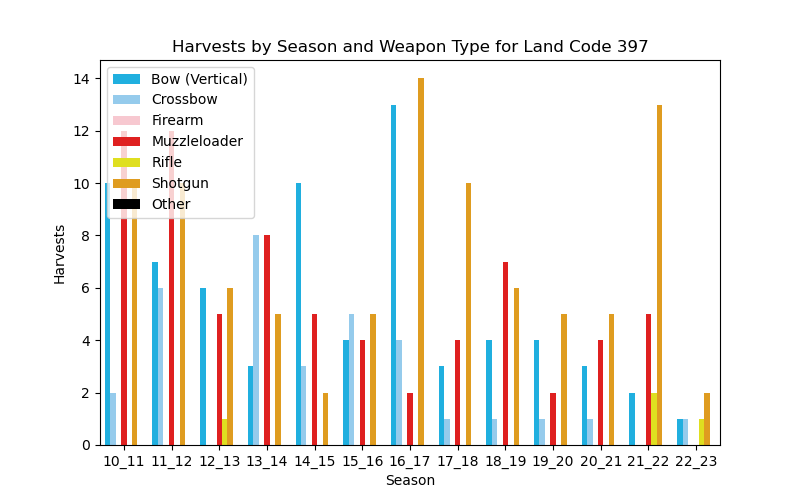 Harvests by Season and Weapon Type for Land Code 397
Bow (Vertical)
Crossbow
Firearm
Muzzleloader
Rifle
Shotgun
Other
14
12
10
8
6
4
2
0
Harvests
10_11 11_12 12_13 13_14 14_15 15_16 16_17 17_18 18_19 19_20 20_21 21_22 22_23
Season